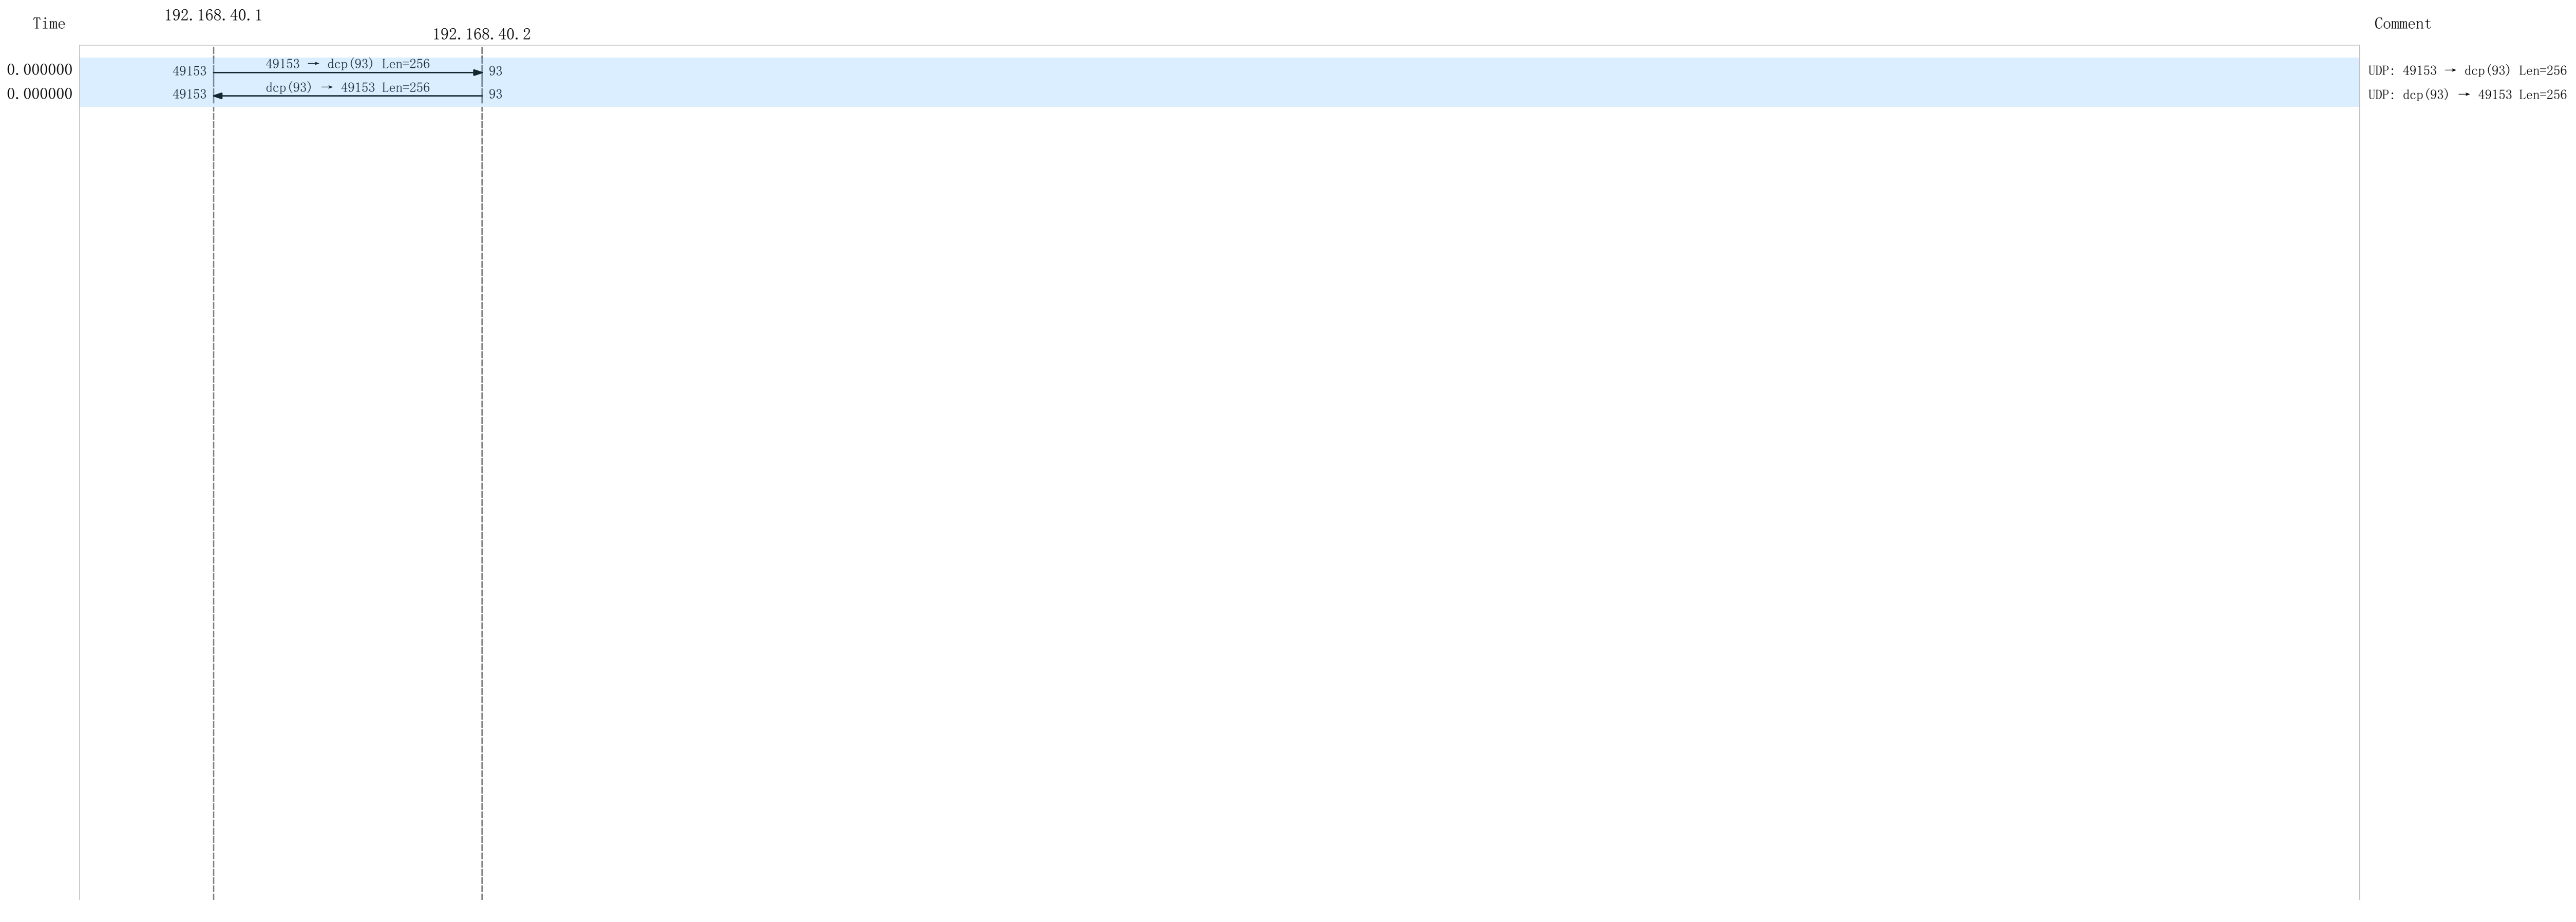 Time
192.168.40.1
192.168.40.2
Comment
0.000000
49153
49153 → dcp(93) Len=256
93
UDP: 49153 → dcp(93) Len=256
0.000000
49153
dcp(93) → 49153 Len=256
93
UDP: dcp(93) → 49153 Len=256